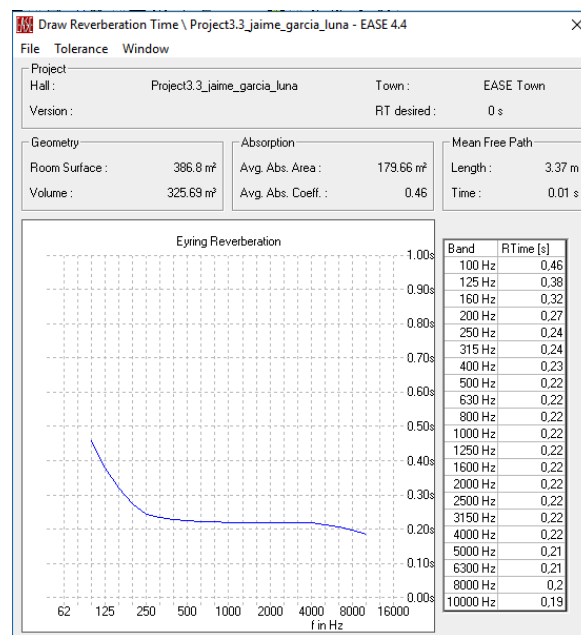 EASE Draw Reverberation Time \ Project3.3_jaime_garcia_luna - EASE 4.4
File Tolerance Window
Project
Hall : Project3.3_jaime_garcia_luna Town : EASE Town
Version : RT desired : 0 s
Geometry
Room Surface : 386.8 m²
Volume : 325.69 m³
Absorption
Avg. Abs. Area : 179.66 m²
Avg. Abs. Coeff. : 0.46
Mean Free Path
Length : 3.37 m
Time : 0.01 s
Eyring Reverberation
1.00s
0.90s
0.80s
0.70s
0.60s
0.50s
0.40s
0.30s
0.20s
0.10s
0.00s
62 125 250 500 1000 2000 4000 8000 16000
f in Hz
Band RTime [s]
100 Hz 0,46
125 Hz 0,38
160 Hz 0,32
200 Hz 0,27
250 Hz 0,24
315 Hz 0,24
400 Hz 0,23
500 Hz 0,22
630 Hz 0,22
800 Hz 0,22
1000 Hz 0,22
1250 Hz 0,22
1600 Hz 0,22
2000 Hz 0,22
2500 Hz 0,22
3150 Hz 0,22
4000 Hz 0,22
5000 Hz 0,21
6300 Hz 0,21
8000 Hz 0,2
10000 Hz 0,19